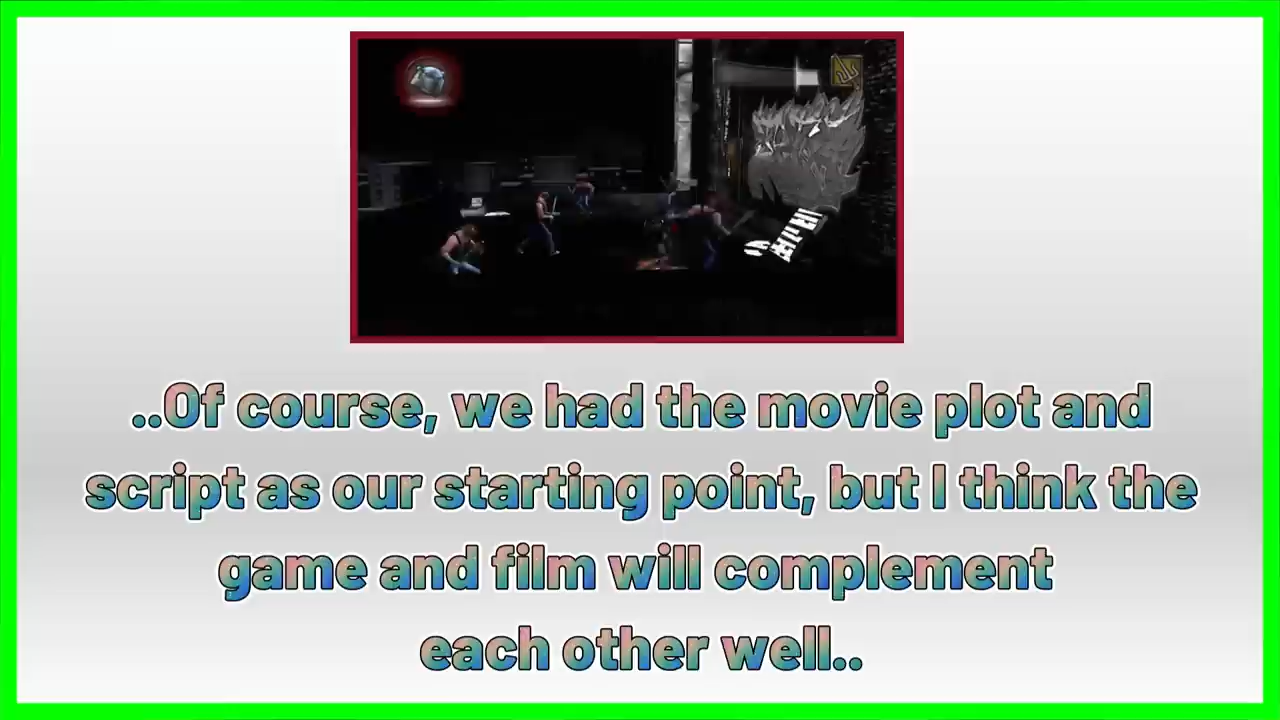 ..Of course, we had the movie plot and
script as our starting point, but I think the
game and film will complement
each other well..